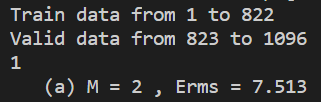 Train data from 1 to 822
Valid data from 823 to 1096
1
(a) M = 2 , Erms = 7.513